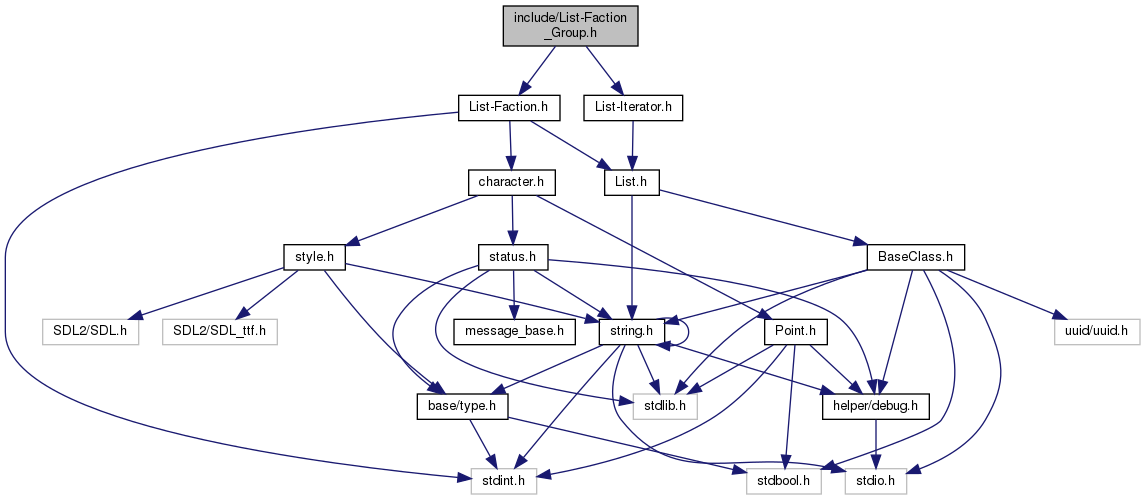 include/List-Faction
_Group.h
List-Faction.h
List-Iterator.h
character.h
List.h
style.h
status.h
BaseClass.h
SDL2/SDL.h
SDL2/SDL_ttf.h
message_base.h
string.h
Point.h
uuid/uuid.h
base/type.h
stdlib.h
helper/debug.h
stdint.h
stdbool.h
stdio.h